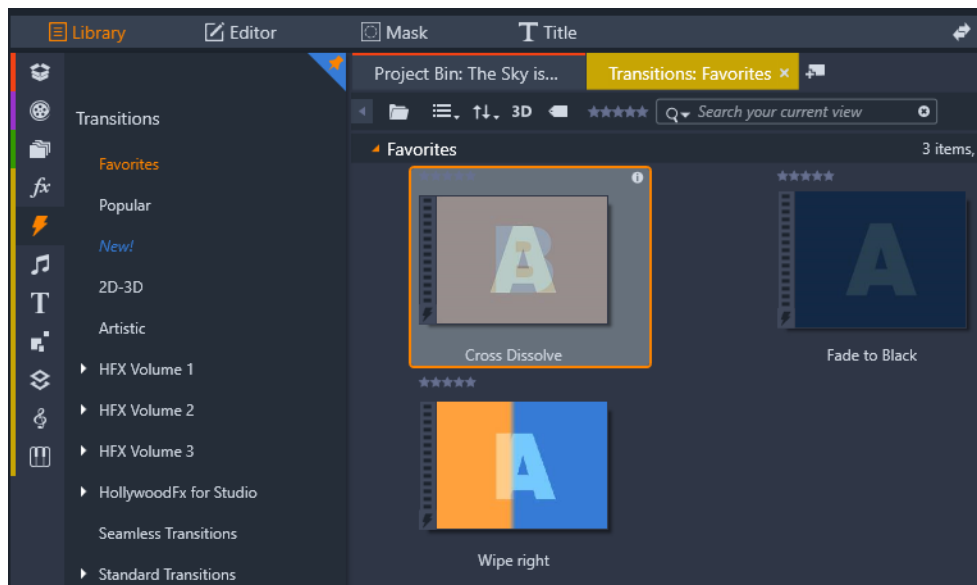 Library
Editor
Mask
T Title
Project Bin: The Sky is...
Transitions: Favorites ×
Transitions
3D
Search your current view
Favorites
3 items,
Favorites
Popular
New!
2D-3D
Artistic
HFX Volume 1
HFX Volume 2
HFX Volume 3
HollywoodFx for Studio
Seamless Transitions
Standard Transitions
fx
T
A B
Cross Dissolve
A
Fade to Black
A
Wipe right